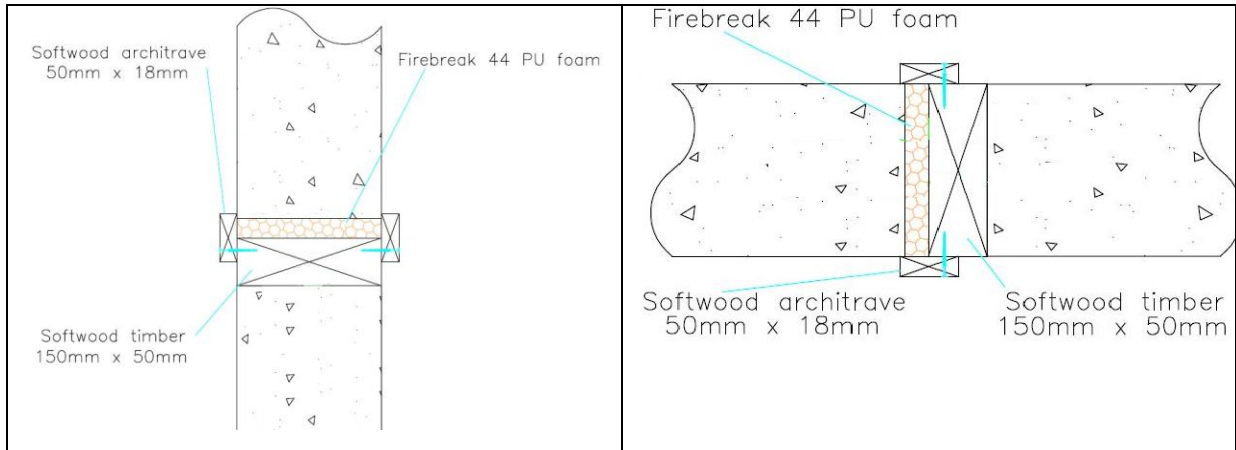 Softwood architrave
50mm x 18mm
Firebreak 44 PU foam
Softwood timber
150mm x 50mm
Firebreak 44 PU foam
Softwood architrave
50mm x 18mm
Softwood timber
150mm x 50mm